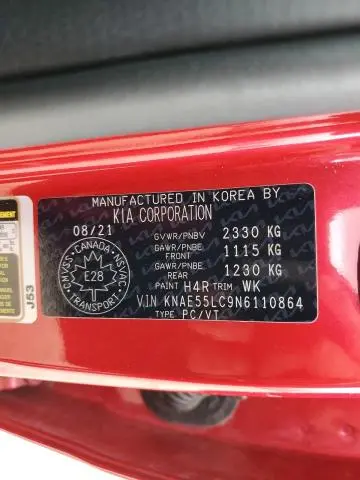 MANUFACTURED IN KOREA BY
KIA CORPORATION
08/21
GVWR/PNBV 2330 KG
GAWR/PNBE FRONT 1115 KG
GAWR/PNBE REAR 1230 KG
PAINT H4R TRIM WK
VIN KNAE55LC9N6110864
TYPE PC/VT
CMVSS CANADA NSVAC
TRANSPORT
E28
J53